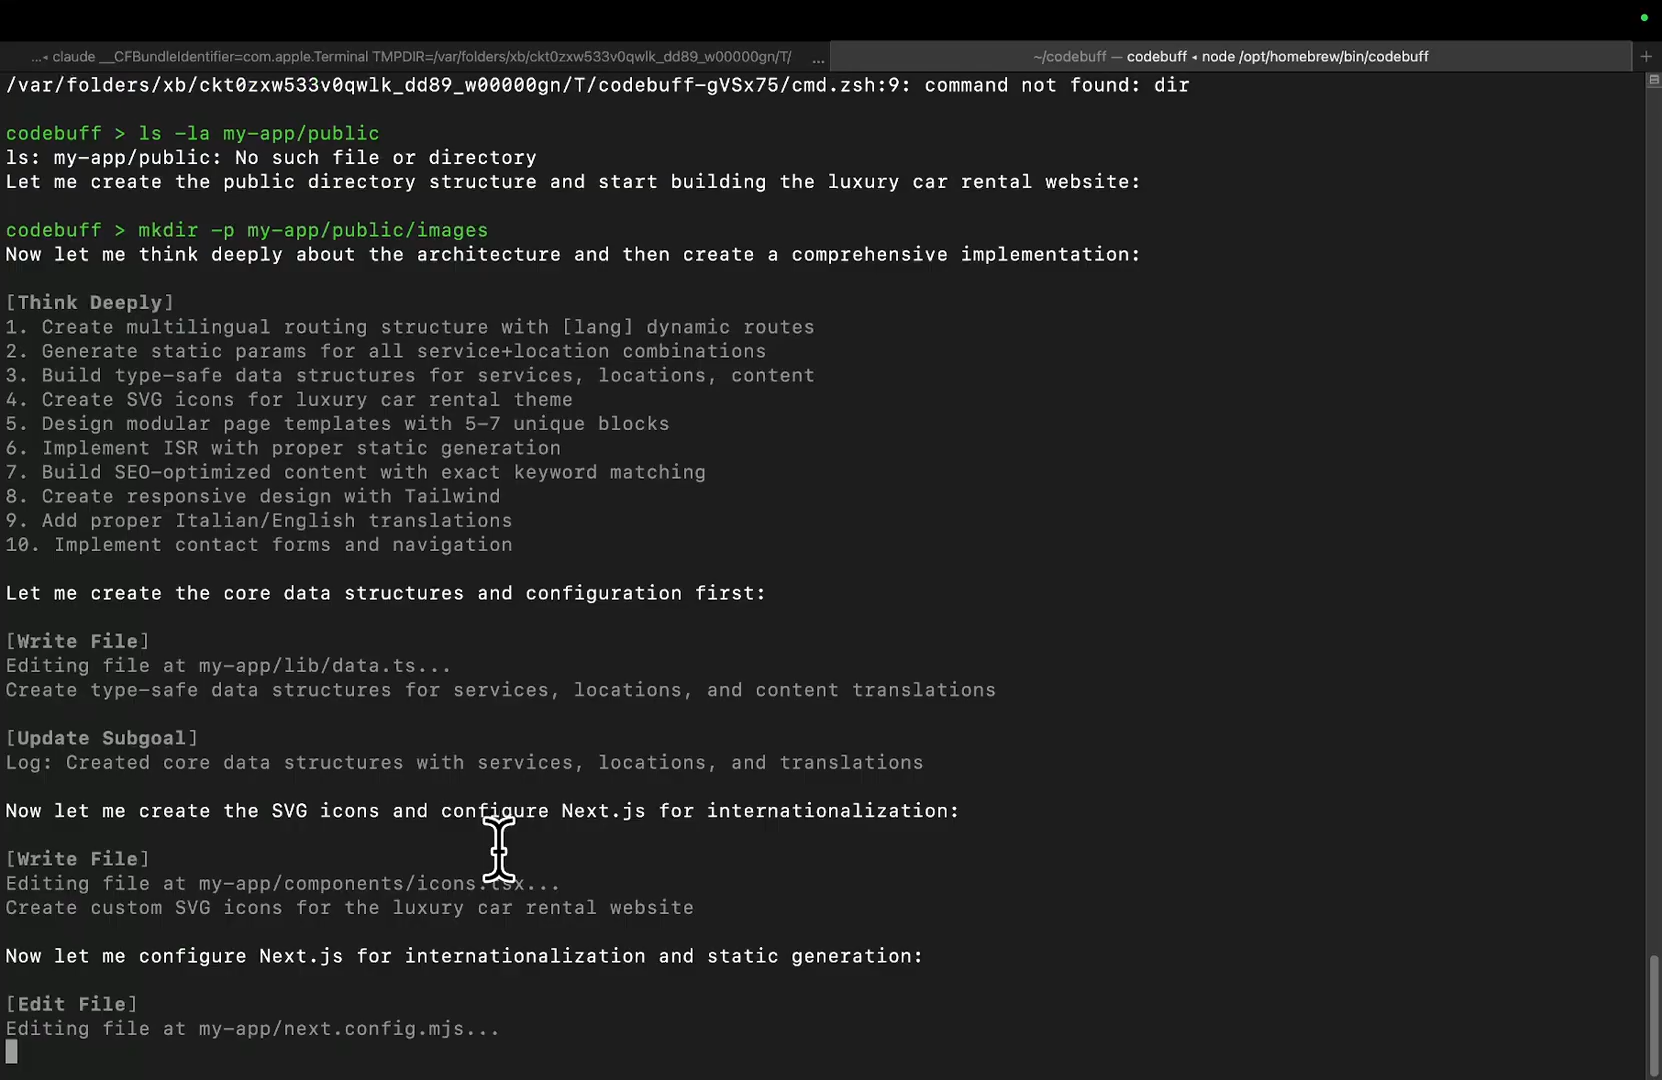 ...◂ claude __CFBundleIdentifier=com.apple.Terminal TMPDIR=/var/folders/xb/ckt0zxw533v0qwlk_dd89_w00000gn/T/ ...
~/codebuff — codebuff ◂ node /opt/homebrew/bin/codebuff
/var/folders/xb/ckt0zxw533v0qwlk_dd89_w00000gn/T/codebuff-gVSx75/cmd.zsh:9: command not found: dir
codebuff > ls -la my-app/public
ls: my-app/public: No such file or directory
Let me create the public directory structure and start building the luxury car rental website:
codebuff > mkdir -p my-app/public/images
Now let me think deeply about the architecture and then create a comprehensive implementation:
[Think Deeply]
1. Create multilingual routing structure with [lang] dynamic routes
2. Generate static params for all service+location combinations
3. Build type-safe data structures for services, locations, content
4. Create SVG icons for luxury car rental theme
5. Design modular page templates with 5-7 unique blocks
6. Implement ISR with proper static generation
7. Build SEO-optimized content with exact keyword matching
8. Create responsive design with Tailwind
9. Add proper Italian/English translations
10. Implement contact forms and navigation
Let me create the core data structures and configuration first:
[Write File]
Editing file at my-app/lib/data.ts...
Create type-safe data structures for services, locations, and content translations
[Update Subgoal]
Log: Created core data structures with services, locations, and translations
Now let me create the SVG icons and configure Next.js for internationalization:
[Write File]
Editing file at my-app/components/icons.tsx...
Create custom SVG icons for the luxury car rental website
Now let me configure Next.js for internationalization and static generation:
[Edit File]
Editing file at my-app/next.config.mjs...